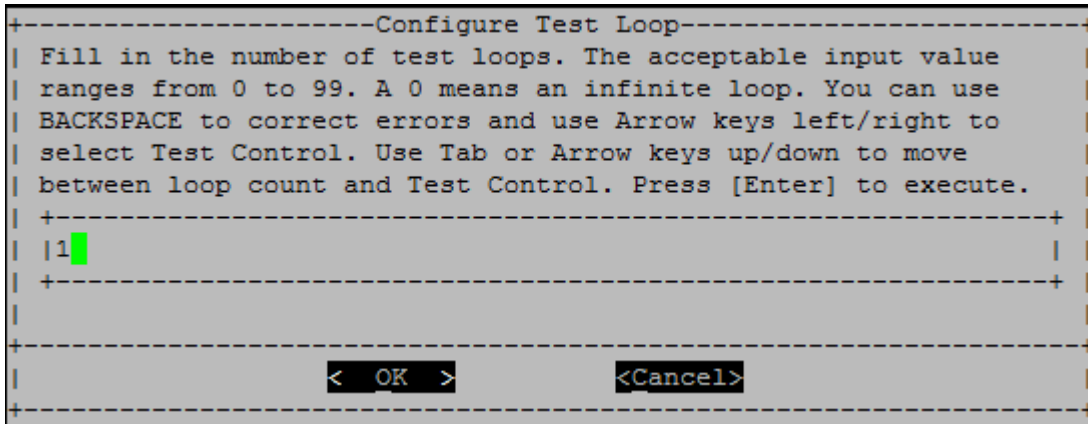 Configure Test Loop
Fill in the number of test loops. The acceptable input value
ranges from 0 to 99. A 0 means an infinite loop. You can use
BACKSPACE to correct errors and use Arrow keys left/right to
select Test Control. Use Tab or Arrow keys up/down to move
between loop count and Test Control. Press [Enter] to execute.
1
< OK > <Cancel>